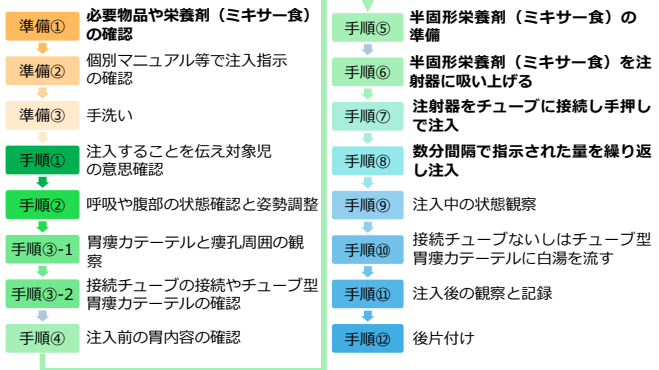 準備①
必要物品や栄養剤（ミキサー食）
の確認
準備②
個別マニュアル等で注入指示
の確認
準備③
手洗い
手順①
注入することを伝え対象児
の意思確認
手順②
呼吸や腹部の状態確認と姿勢調整
手順③-1
胃瘻カテーテルと瘻孔周囲の観
察
手順③-2
接続チューブの接続やチューブ型
胃瘻カテーテルの確認
手順④
注入前の胃内容の確認
手順⑤
半固形栄養剤（ミキサー食）の
準備
手順⑥
半固形栄養剤（ミキサー食）を注
射器に吸い上げる
手順⑦
注射器をチューブに接続し手押し
で注入
手順⑧
数分間隔で指示された量を繰り返
し注入
手順⑨
注入中の状態観察
手順⑩
接続チューブないしはチューブ型
胃瘻カテーテルに白湯を流す
手順⑪
注入後の観察と記録
手順⑫
後片付け